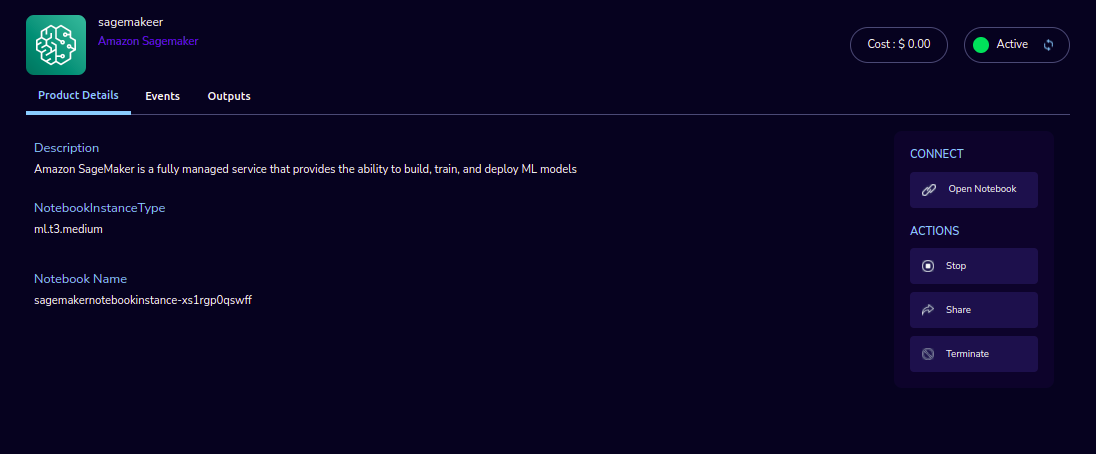 sagemakeer
Amazon Sagemaker
Cost : $ 0.00
Active
Product Details
Events
Outputs
Description
Amazon SageMaker is a fully managed service that provides the ability to build, train, and deploy ML models
NotebookInstanceType
ml.t3.medium
Notebook Name
sagemakernotebookinstance-xs1rgp0qswff
CONNECT
Open Notebook
ACTIONS
Stop
Share
Terminate